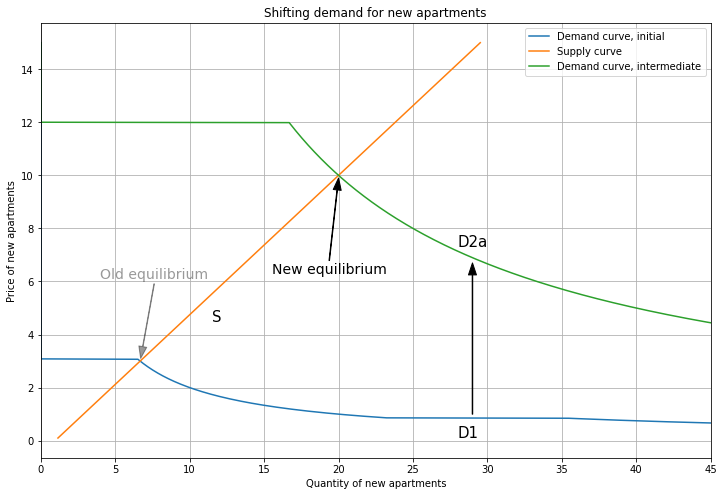 Shifting demand for new apartments
Demand curve, initial
Supply curve
Demand curve, intermediate
14
12
10
8
6
4
2
0
Price of new apartments
D2a
New equilibrium
Old equilibrium
S
D1
0 5 10 15 20 25 30 35 40 45
Quantity of new apartments